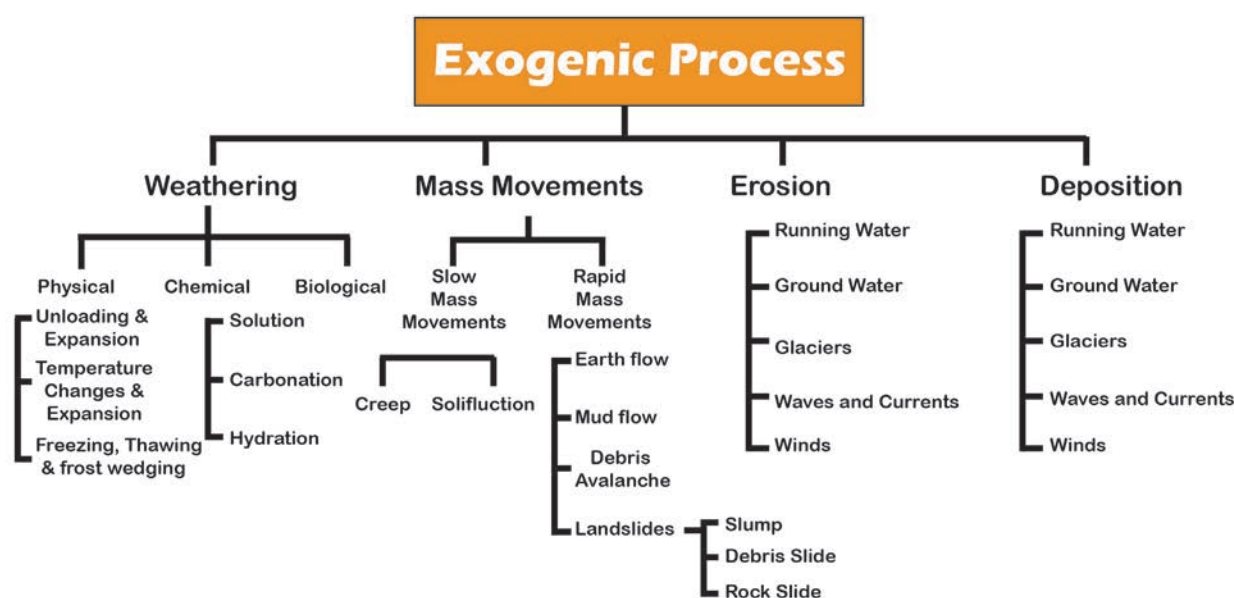 Exogenic Process
Weathering
Mass Movements
Erosion
Deposition
Physical
Chemical
Biological
Unloading &
Expansion
Temperature
Changes &
Expansion
Freezing, Thawing
& frost wedging
Solution
Carbonation
Hydration
Slow
Mass
Movements
Rapid
Mass
Movements
Creep
Solifluction
Earth flow
Mud flow
Debris
Avalanche
Landslides
Slump
Debris Slide
Rock Slide
Running Water
Ground Water
Glaciers
Waves and Currents
Winds
Running Water
Ground Water
Glaciers
Waves and Currents
Winds